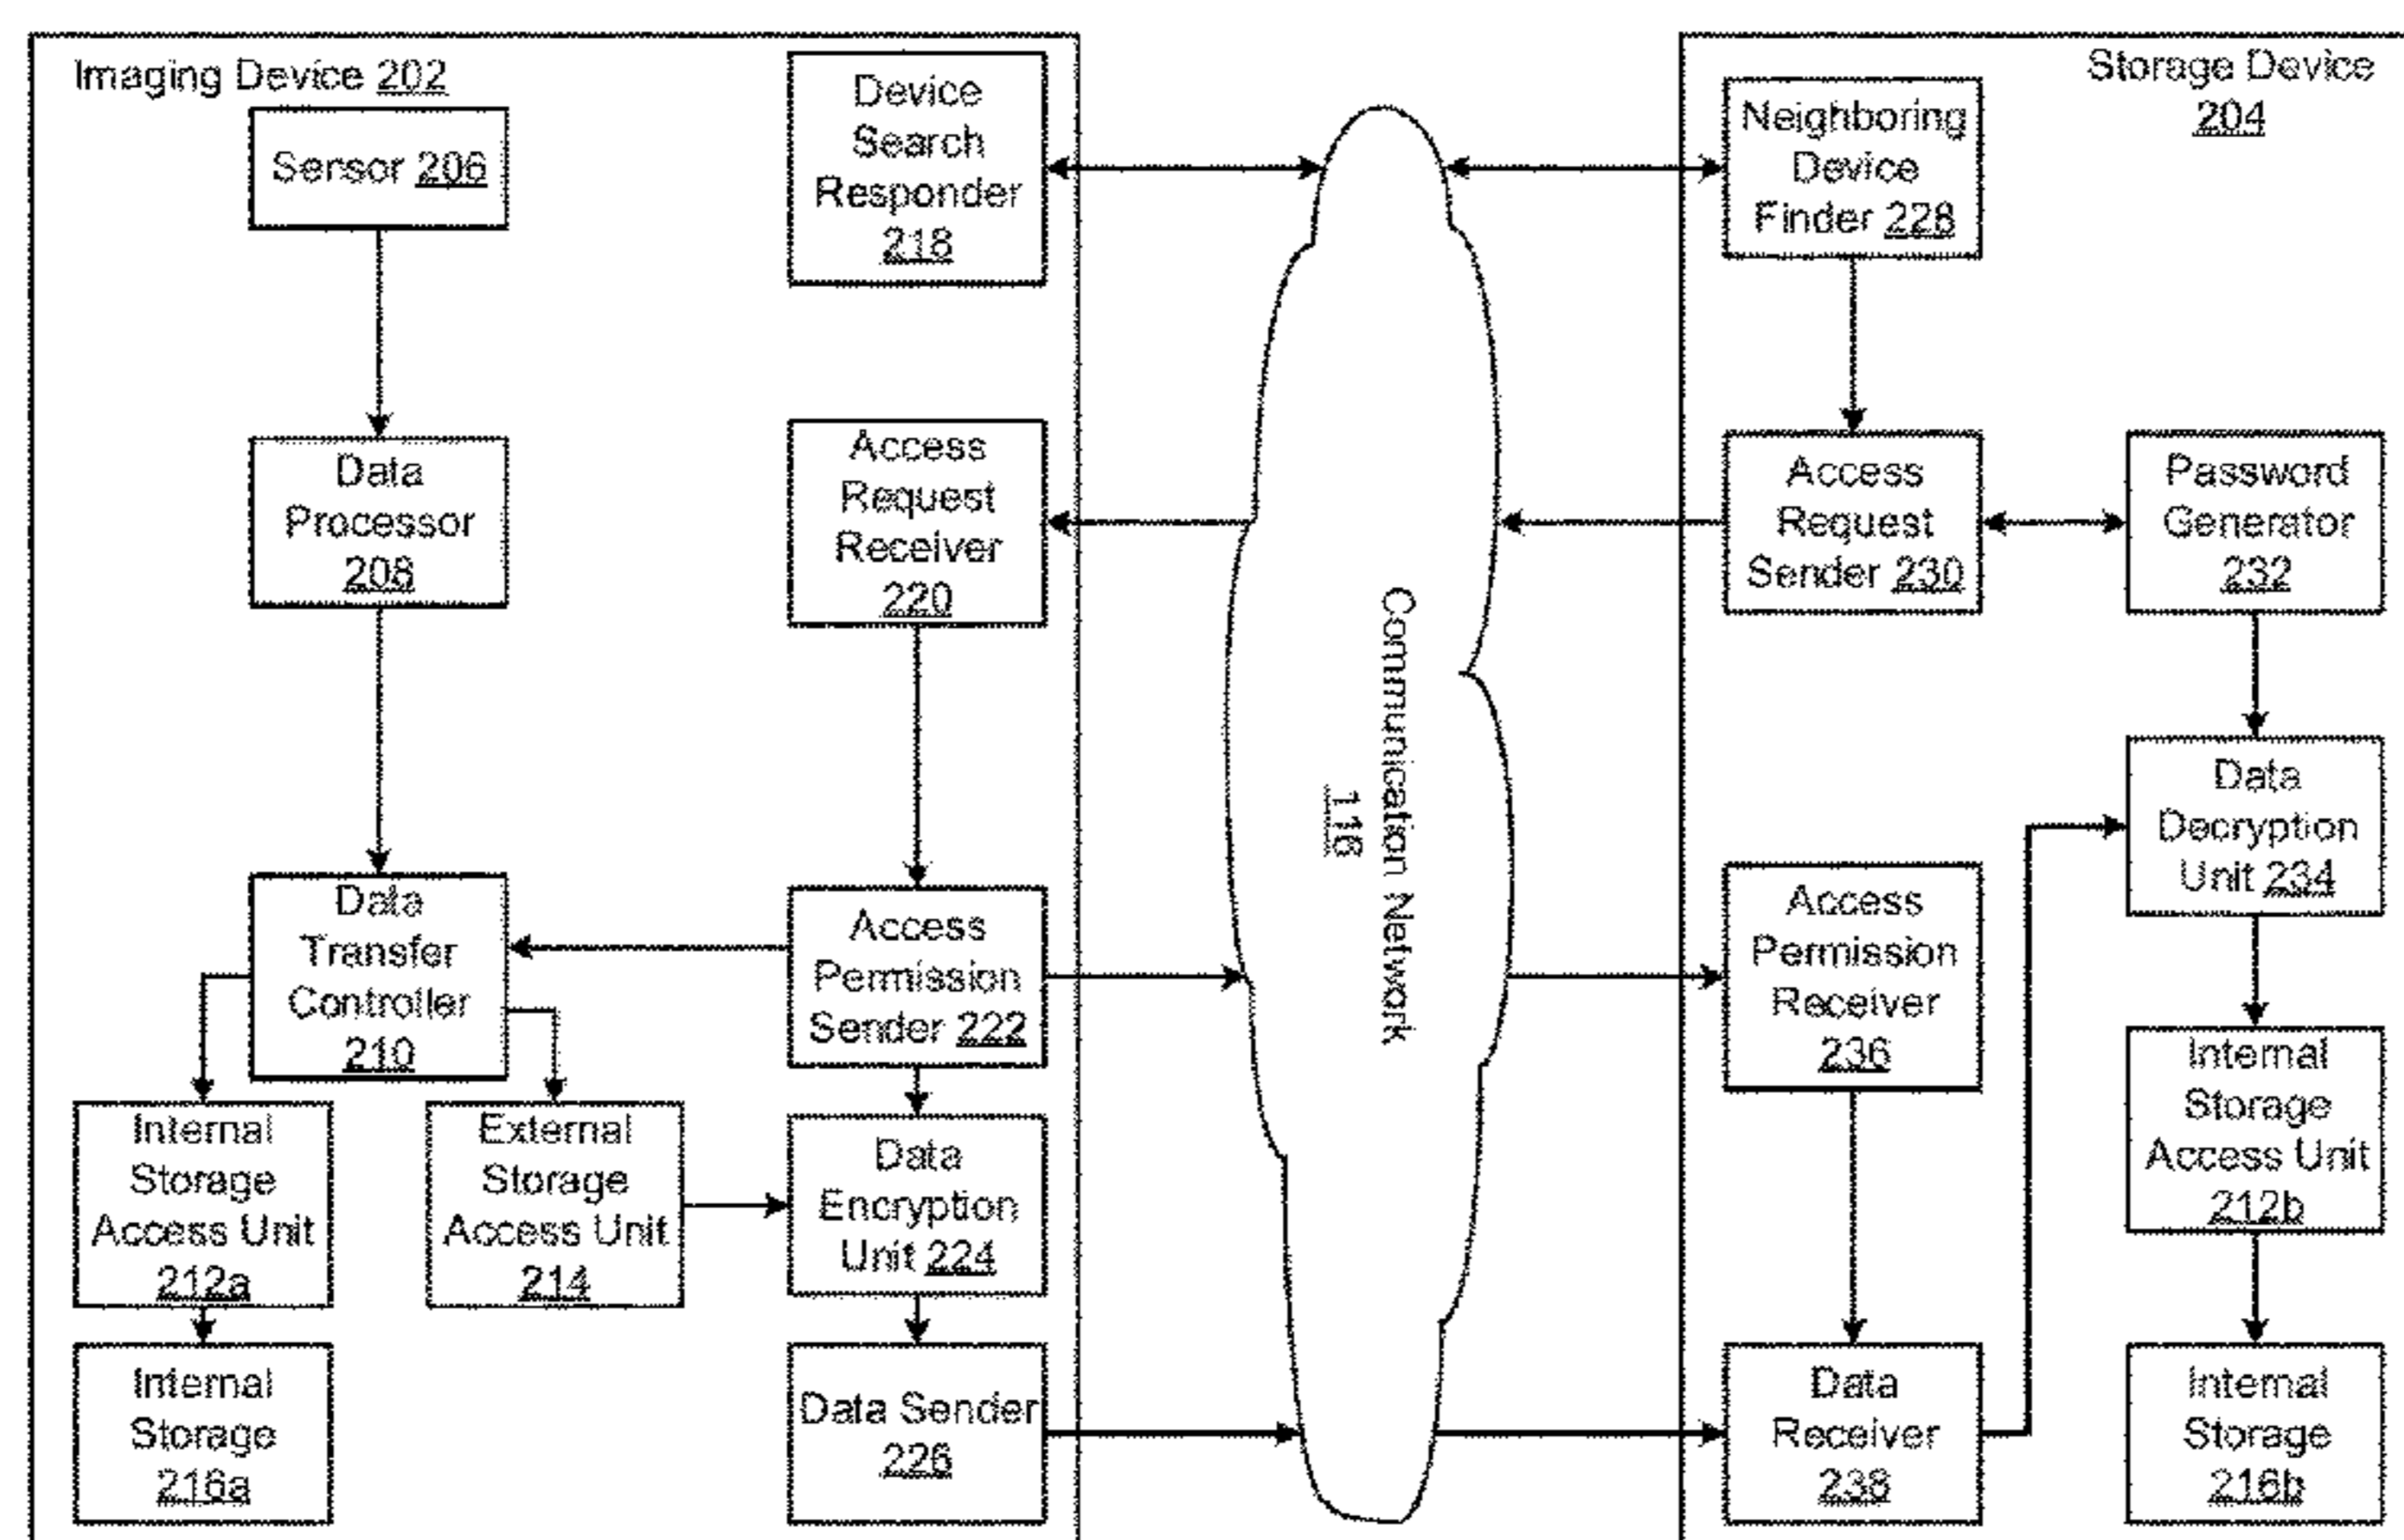 Imaging Device 202
Sensor 206
Data
Processor
208
Data
Transfer
Controller
210
Internal
Storage
Access Unit
212a
External
Storage
Access Unit
214
Internal
Storage
216a
Device
Search
Responder
218
Access
Request
Receiver
220
Access
Permission
Sender 222
Data
Encryption
Unit 224
Data Sender
226
Communication Network
116
Storage Device
204
Neighboring
Device
Finder 228
Access
Request
Sender 230
Password
Generator
232
Data
Decryption
Unit 234
Access
Permission
Receiver
236
Internal
Storage
Access Unit
212b
Data
Receiver
238
Internal
Storage
216b